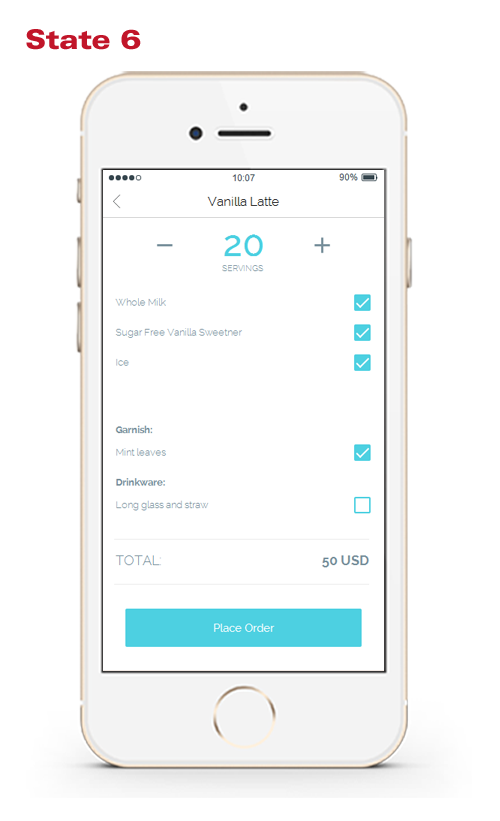 State 6
10:07
90%
Vanilla Latte
20
SERVINGS
Whole Milk
Sugar Free Vanilla Sweetner
Ice
Garnish:
Mint leaves
Drinkware:
Long glass and straw
TOTAL: 50 USD
Place Order